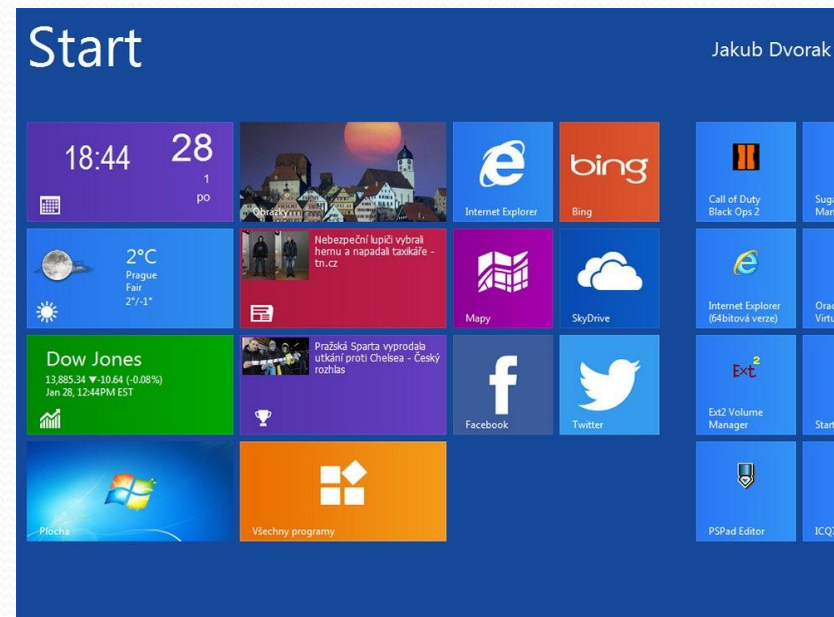 Start
Jakub Dvorak
18:44
28
1
po
Obrázky
Internet Explorer
bing
Bing
Call of Duty
Black Ops 2
2°C
Prague
Fair
2°/-1°
Nebezpeční lupiči vybrali
hernu a napadali taxikáře -
tn.cz
Mapy
SkyDrive
Internet Explorer
(64bitová verze)
Dow Jones
13,885.34 ▼-10.64 (-0.08%)
Jan 28, 12:44PM EST
Pražská Sparta vyprodala
utkání proti Chelsea - Český
rozhlas
Facebook
Twitter
Ext2
Ext2 Volume
Manager
Start
Plocha
Všechny programy
PSPad Editor